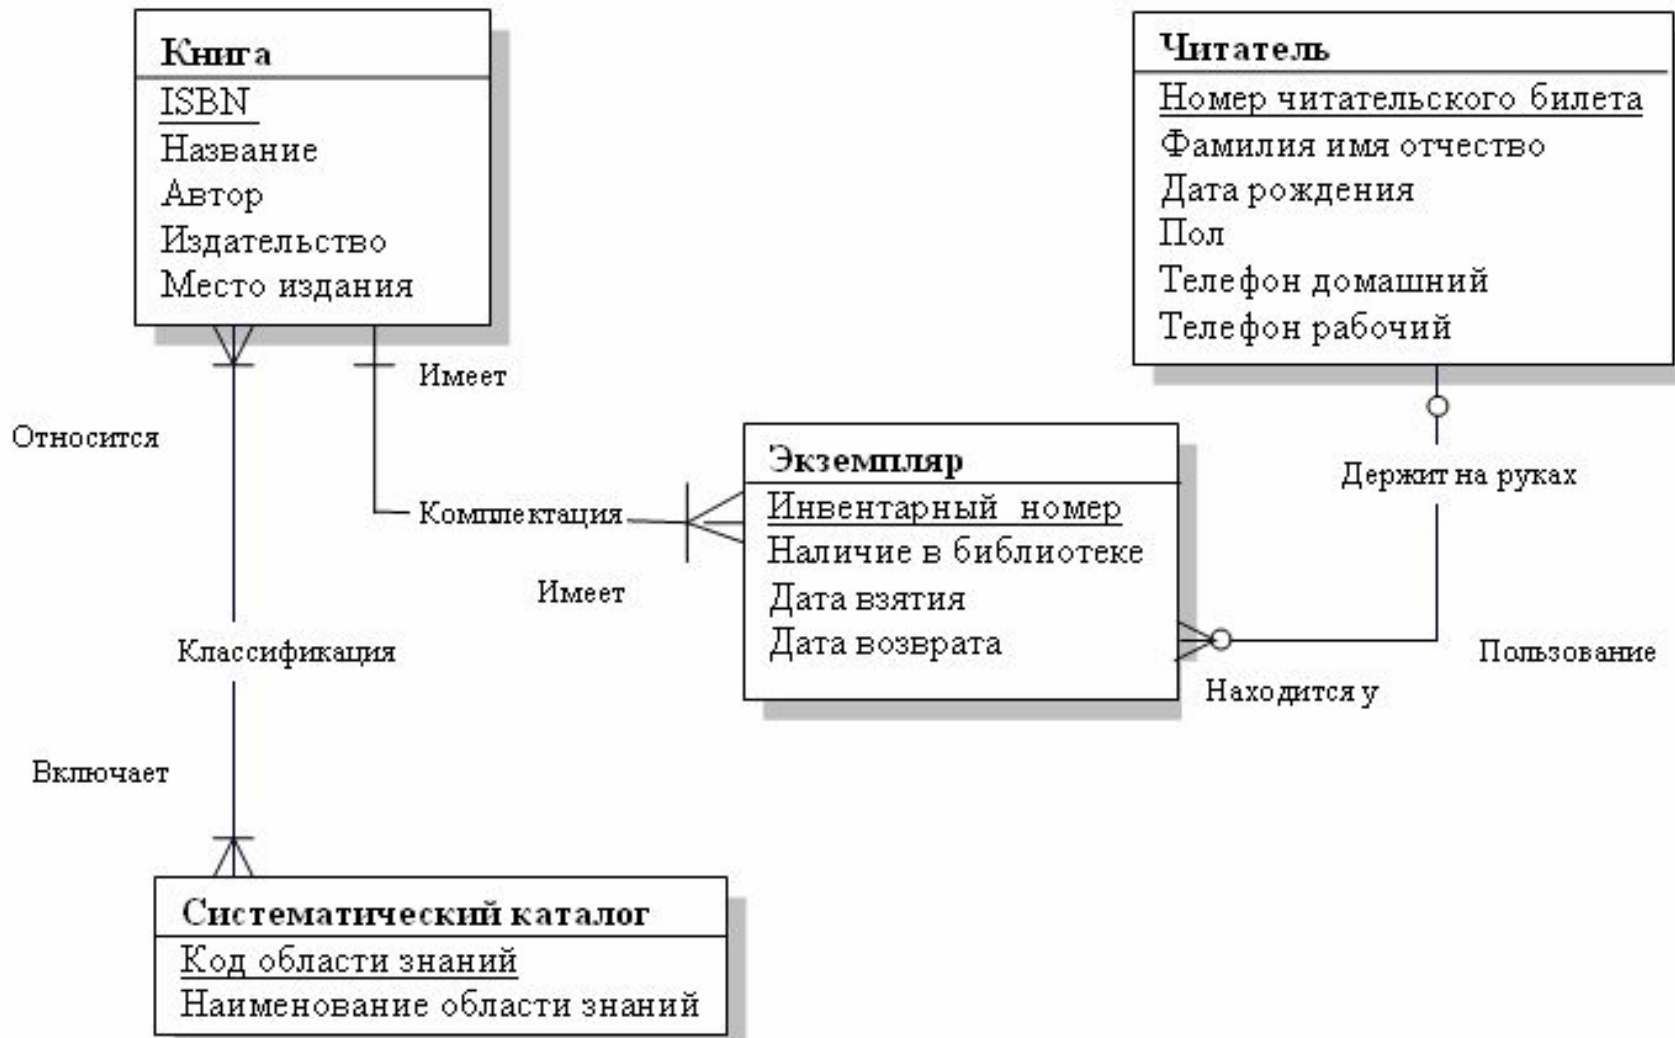 Книга
ISBN
Название
Автор
Издательство
Место издания
Читатель
Номер читательского билета
Фамилия имя отчество
Дата рождения
Пол
Телефон домашний
Телефон рабочий
Имеет
Относится
Экземпляр
Инвентарный номер
Наличие в библиотеке
Дата взятия
Дата возврата
Держит на руках
Комплектация
Имеет
Классификация
Пользование
Находится у
Включает
Систематический каталог
Код области знаний
Наименование области знаний